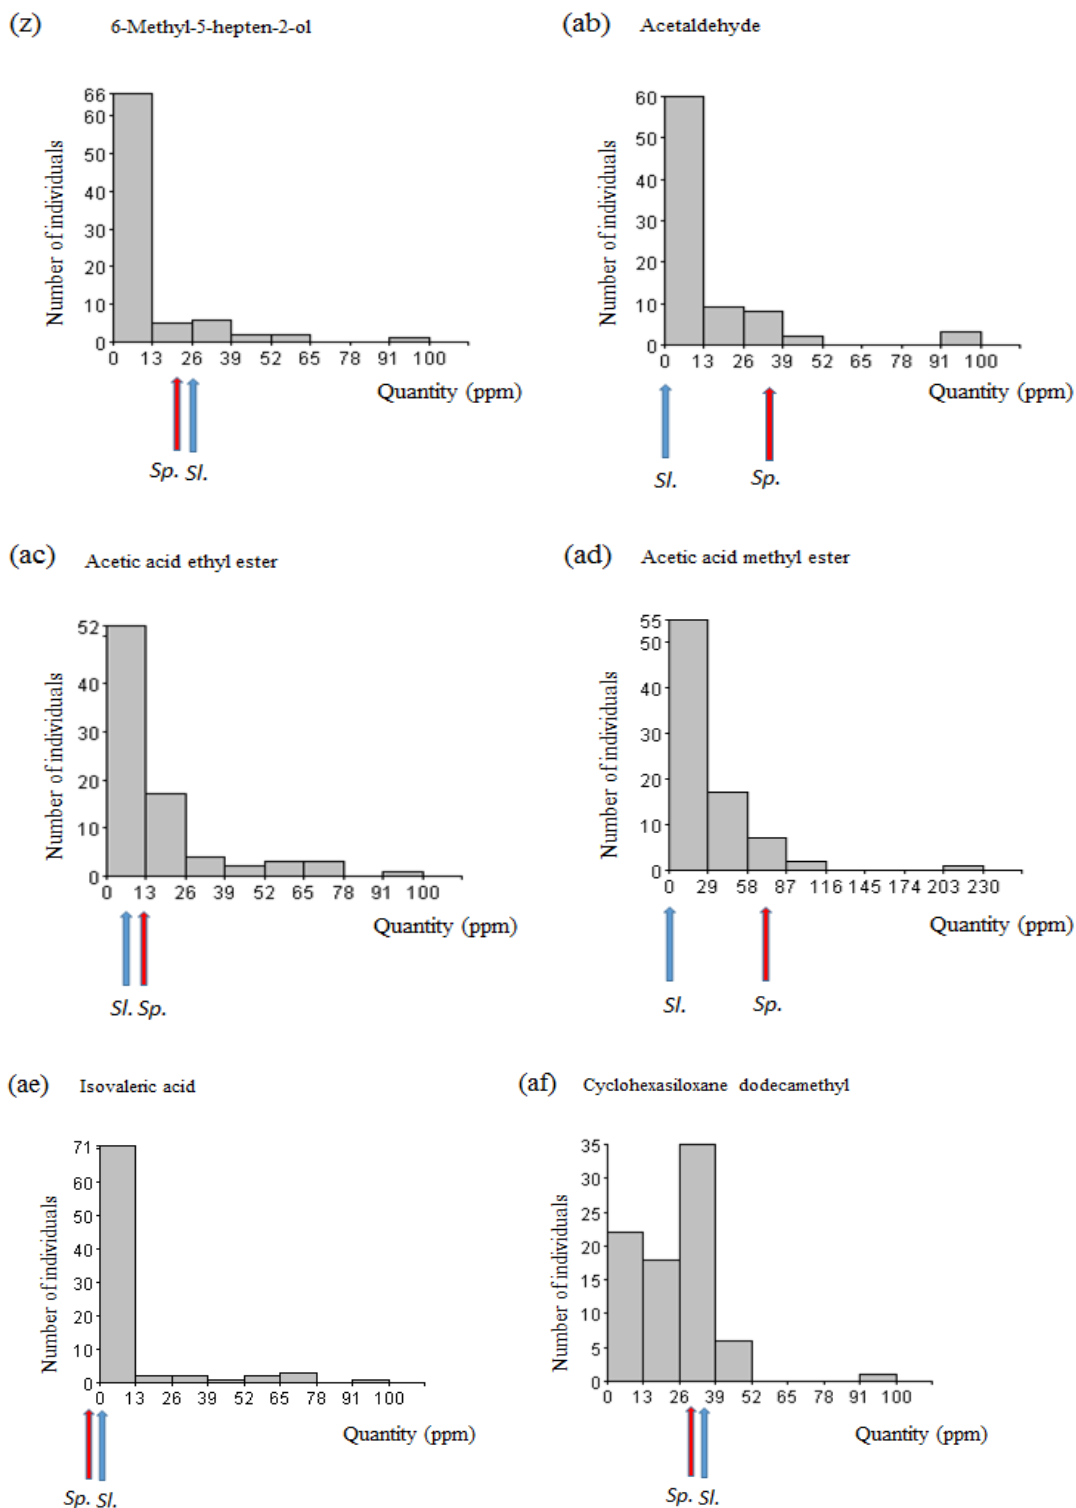 (z) 6-Methyl-5-hepten-2-ol
66
60
50
40
30
20
10
0
Number of individuals
0 13 26 39 52 65 78 91 100
Quantity (ppm)
Sp. Sl.
(ab) Acetaldehyde
60
50
40
30
20
10
0
Number of individuals
0 13 26 39 52 65 78 91 100
Quantity (ppm)
Sl. Sp.
(ac) Acetic acid ethyl ester
52
40
30
20
10
0
Number of individuals
0 13 26 39 52 65 78 91 100
Quantity (ppm)
Sl. Sp.
(ad) Acetic acid methyl ester
55
50
40
30
20
10
0
Number of individuals
0 29 58 87 116 145 174 203 230
Quantity (ppm)
Sl. Sp.
(ae) Isovaleric acid
71
60
50
40
30
20
10
0
Number of individuals
0 13 26 39 52 65 78 91 100
Quantity (ppm)
Sp. Sl.
(af) Cyclohexasiloxane dodecamethyl
35
30
25
20
15
10
5
0
Number of individuals
0 13 26 39 52 65 78 91 100
Quantity (ppm)
Sp. Sl.